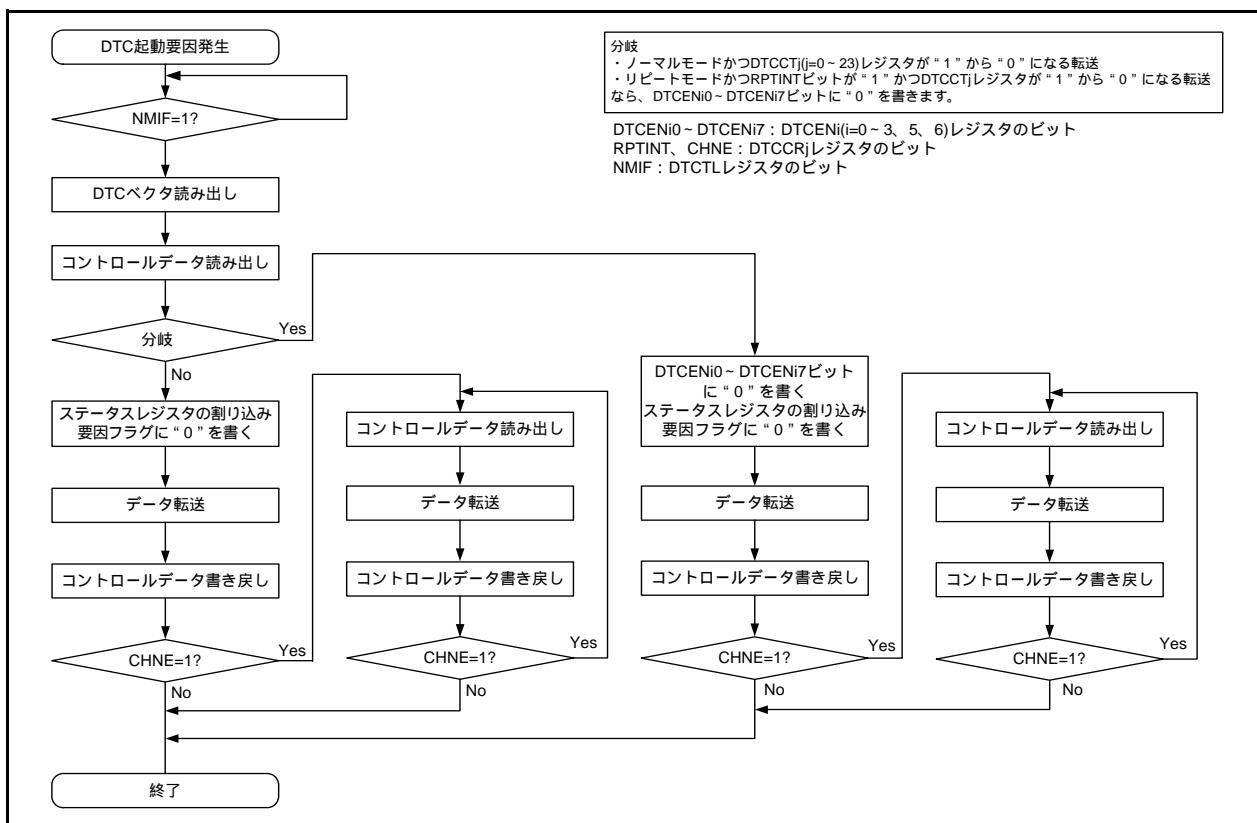 DTC起動要因発生
NMIF=1?
DTCベクタ読み出し
コントロールデータ読み出し
分岐
Yes
No
ステータスレジスタの割り込み
要因フラグに“0”を書く
データ転送
コントロールデータ書き戻し
CHNE=1?
Yes
No
コントロールデータ読み出し
データ転送
コントロールデータ書き戻し
CHNE=1?
Yes
No
分岐
・ノーマルモードかつDTCCTj(j=0~23)レジスタが“1”から“0”になる転送
・リピートモードかつRPTINTビットが“1”かつDTCCTjレジスタが“1”から“0”になる転送
なら、DTCENi0~DTCENi7ビットに“0”を書きます。
DTCENi0~DTCENi7:DTCENi(i=0~3、5、6)レジスタのビット
RPTINT、CHNE:DTCCRjレジスタのビット
NMIF:DTCTLレジスタのビット
DTCENi0~DTCENi7ビット
に“0”を書く
ステータスレジスタの割り込み
要因フラグに“0”を書く
データ転送
コントロールデータ書き戻し
CHNE=1?
Yes
No
コントロールデータ読み出し
データ転送
コントロールデータ書き戻し
CHNE=1?
Yes
No
終了